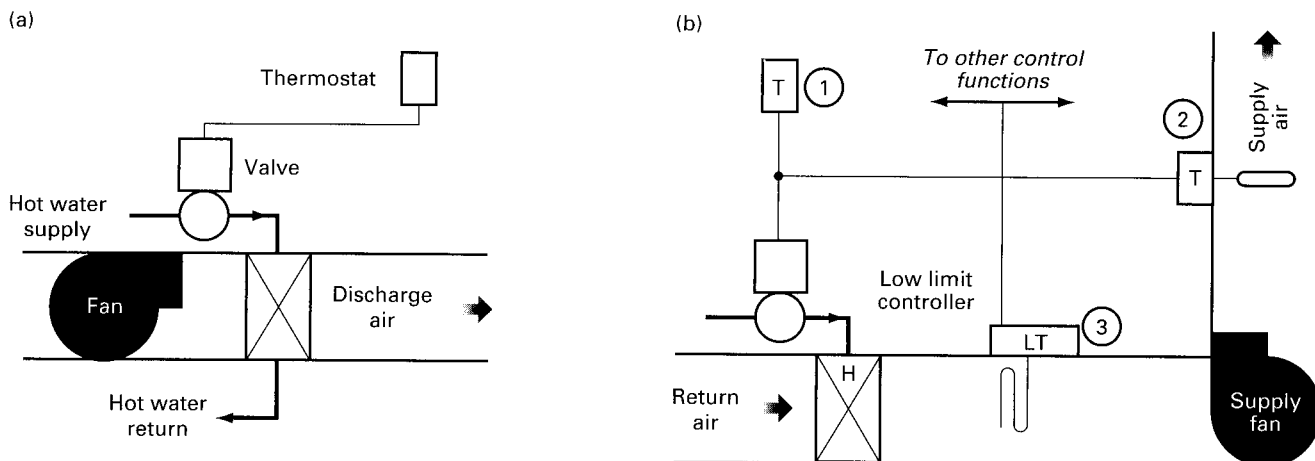 (a)
Thermostat
Valve
Hot water
supply
Fan
Discharge
air
Hot water
return
(b)
T
1
To other control
functions
2
Supply
air
T
Low limit
controller
3
LT
H
Return
air
Supply
fan